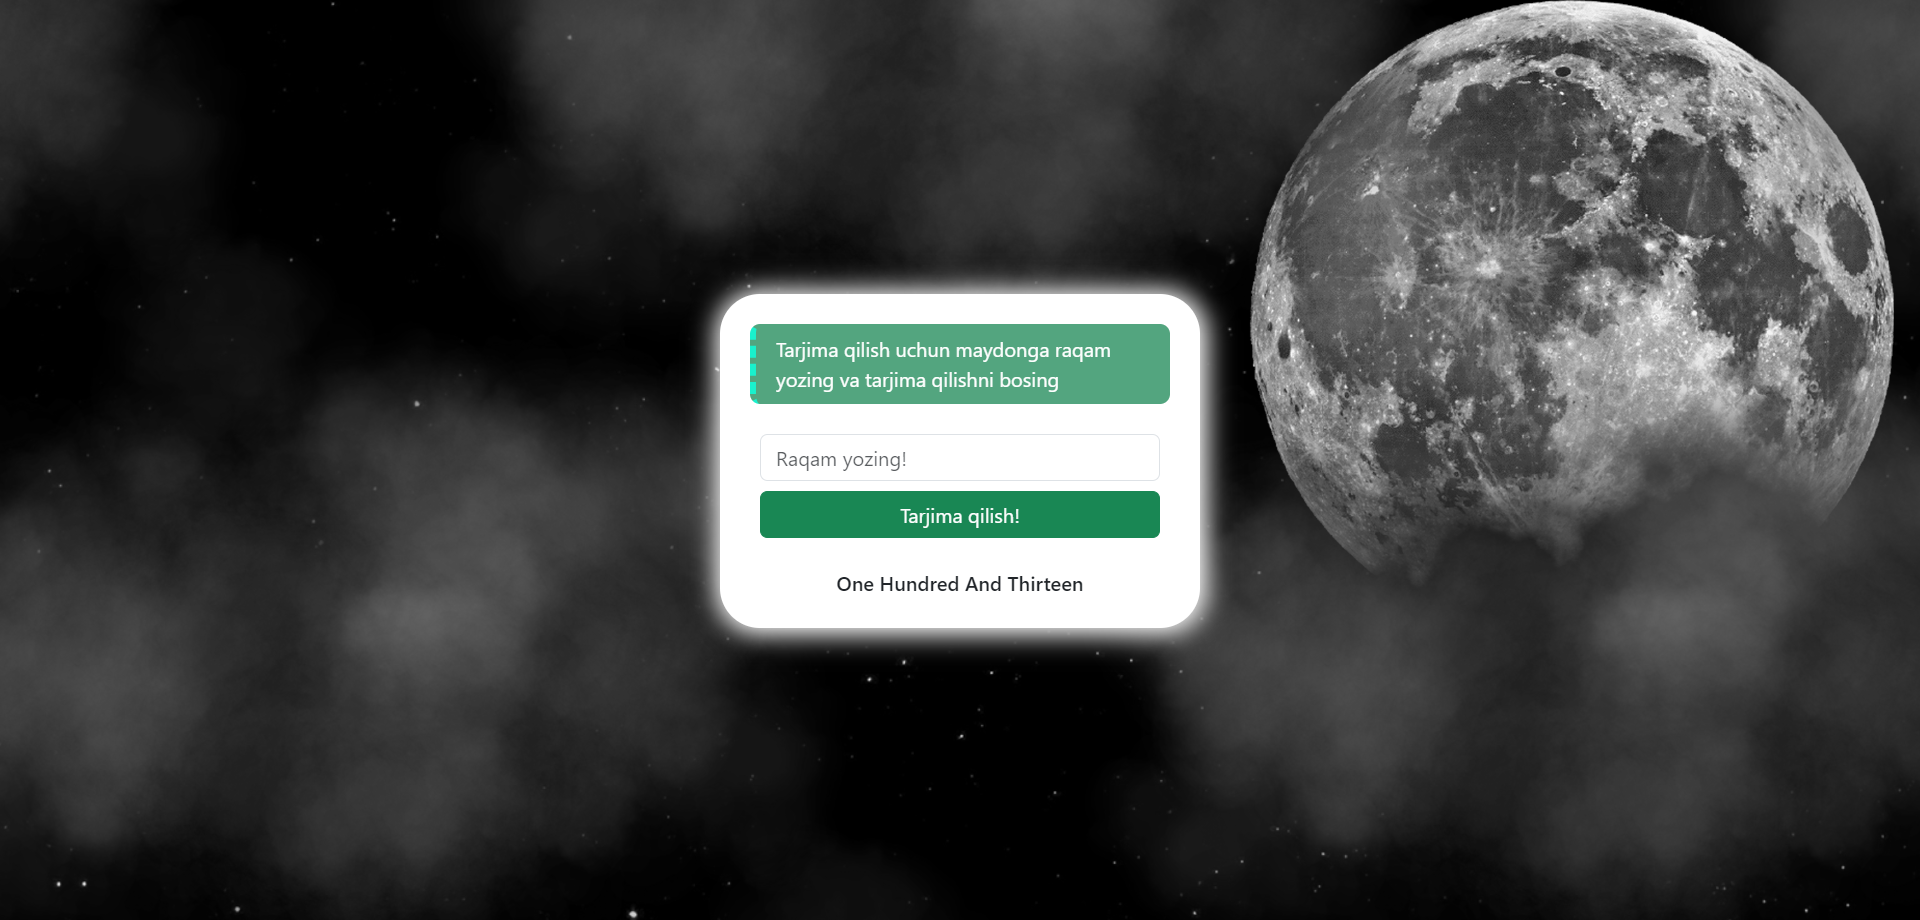 Tarjima qilish uchun maydonga raqam
yozing va tarjima qilishni bosing
Raqam yozing!
Tarjima qilish!
One Hundred And Thirteen